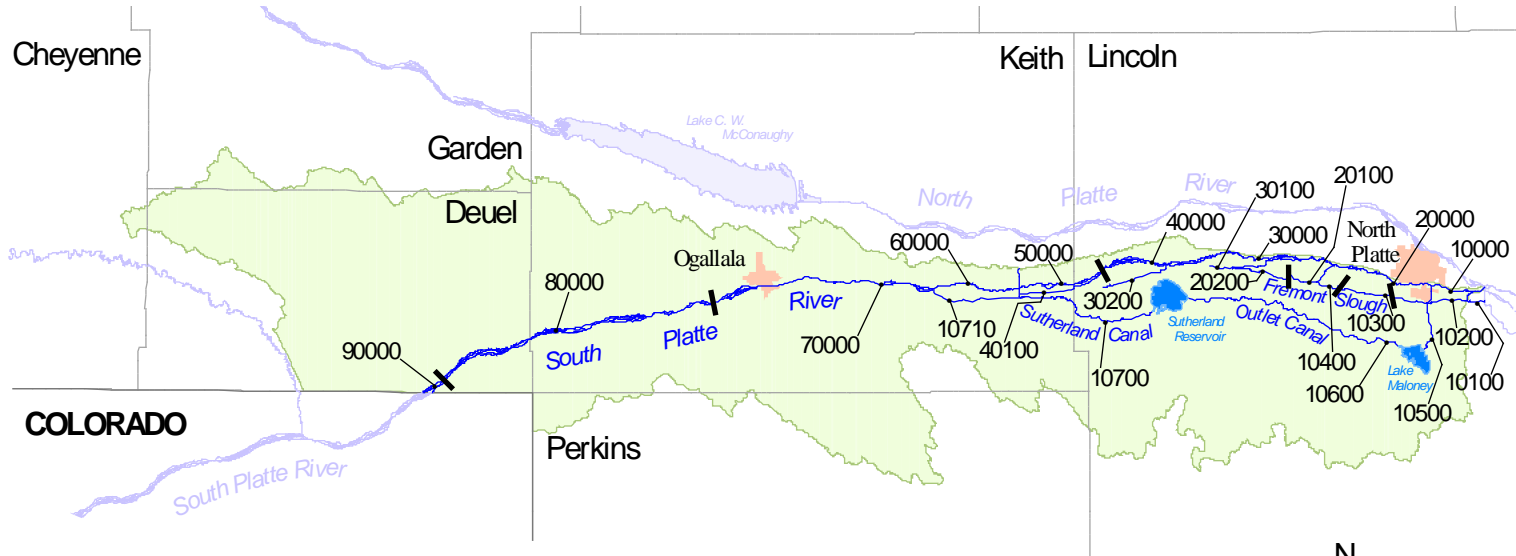 Cheyenne
Keith
Lincoln
Lake C. W.
McConaughy
Garden
Deuel
North
Platte
River
30100
20100
40000
30000
North
Platte
20000
10000
60000
50000
Ogallala
80000
River
20200
Fremont
Slough
30200
South
Platte
90000
70000
10710
40100
Sutherland
Canal
Sutherland
Reservoir
Outlet Canal
10300
10200
10400
10100
10700
10600
Lake
Maloney
10500
COLORADO
Perkins
South Platte River
N